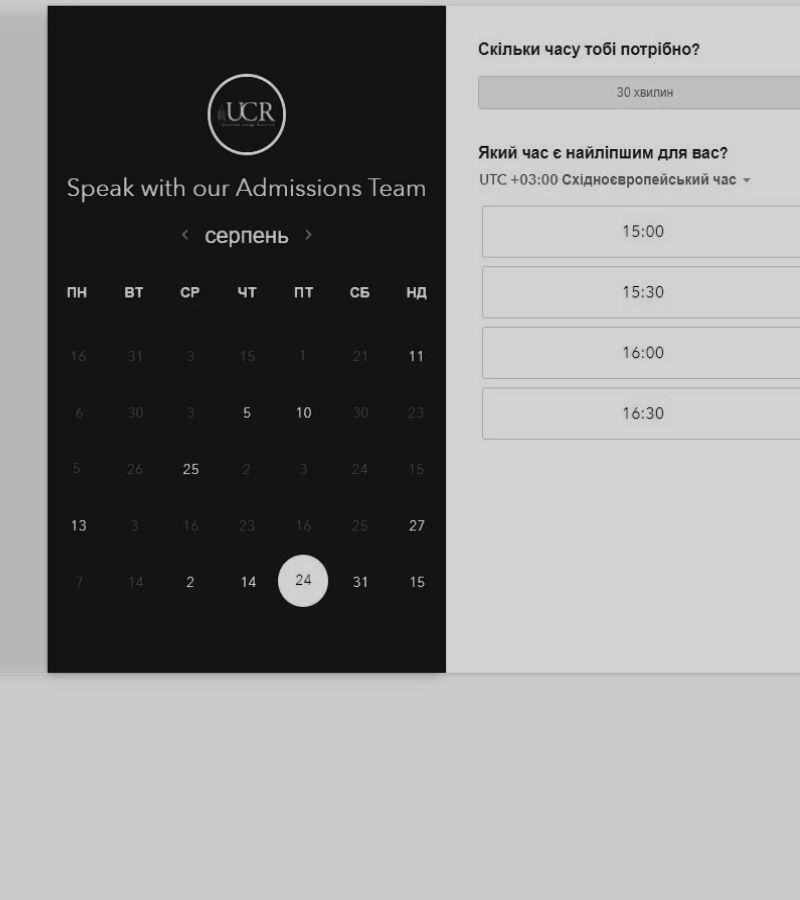 UCR
Speak with our Admissions Team
серпень
ПН ВТ СР ЧТ ПТ СБ НД
16 31 3 15 1 21 11
6 30 3 5 10 30 23
5 26 25 2 3 24 15
13 3 16 23 16 25 27
7 14 2 14 24 31 15
Скільки часу тобі потрібно?
30 хвилин
Який час є найліпшим для вас?
UTC +03:00 Східноєвропейський час
15:00
15:30
16:00
16:30